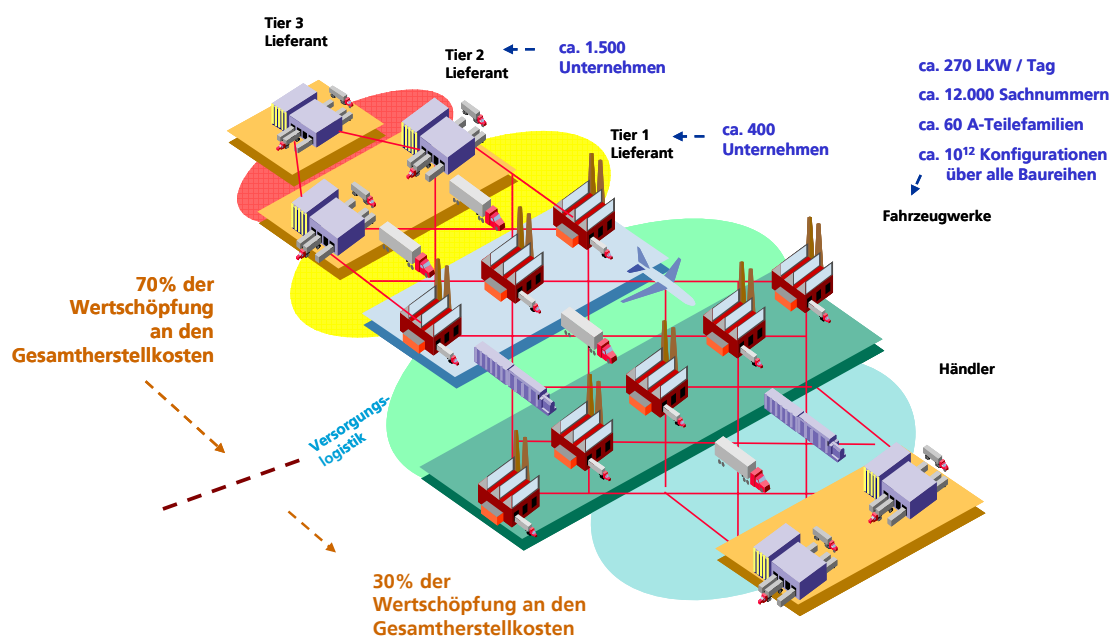 Tier 3
Lieferant
Tier 2
Lieferant
ca. 1.500
Unternehmen
Tier 1
Lieferant
ca. 400
Unternehmen
ca. 270 LKW / Tag
ca. 12.000 Sachnummern
ca. 60 A-Teilefamilien
ca. 10¹² Konfigurationen
über alle Baureihen
Fahrzeugwerke
70% der
Wertschöpfung
an den
Gesamtherstellkosten
Händler
Versorgungs-
logistik
30% der
Wertschöpfung an den
Gesamtherstellkosten